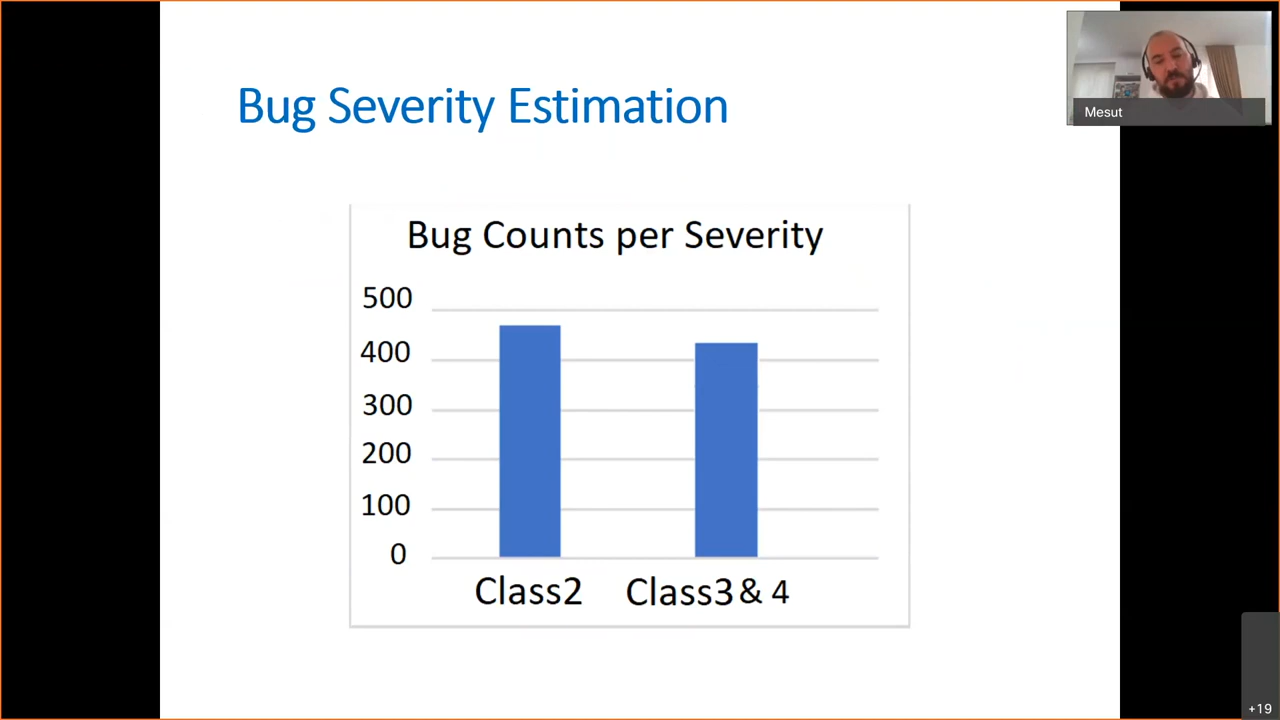 Bug Severity Estimation
Mesut
Bug Counts per Severity
500
400
300
200
100
0
Class2 Class3 & 4
+19